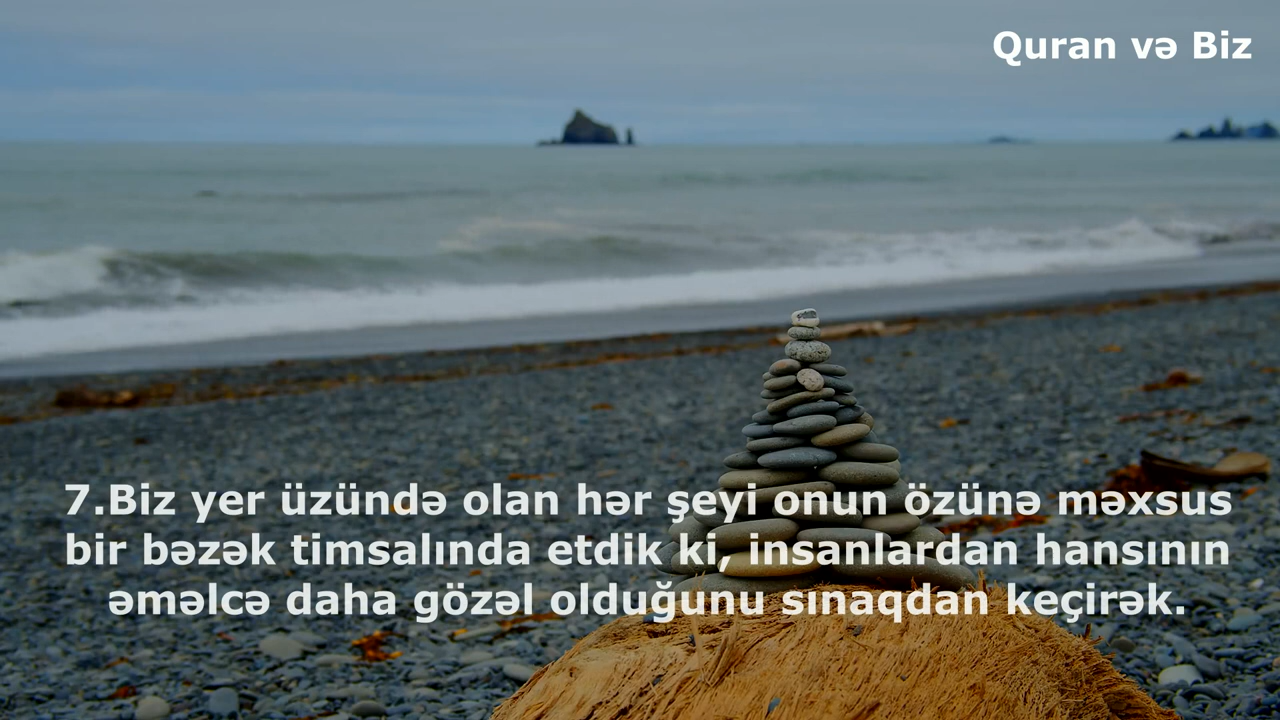 Quran və Biz
7.Biz yer üzündə olan hər şeyi onun özünə məxsus
bir bəzək timsalında etdik ki, insanlardan hansının
əməlcə daha gözəl olduğunu sınaqdan keçirək.